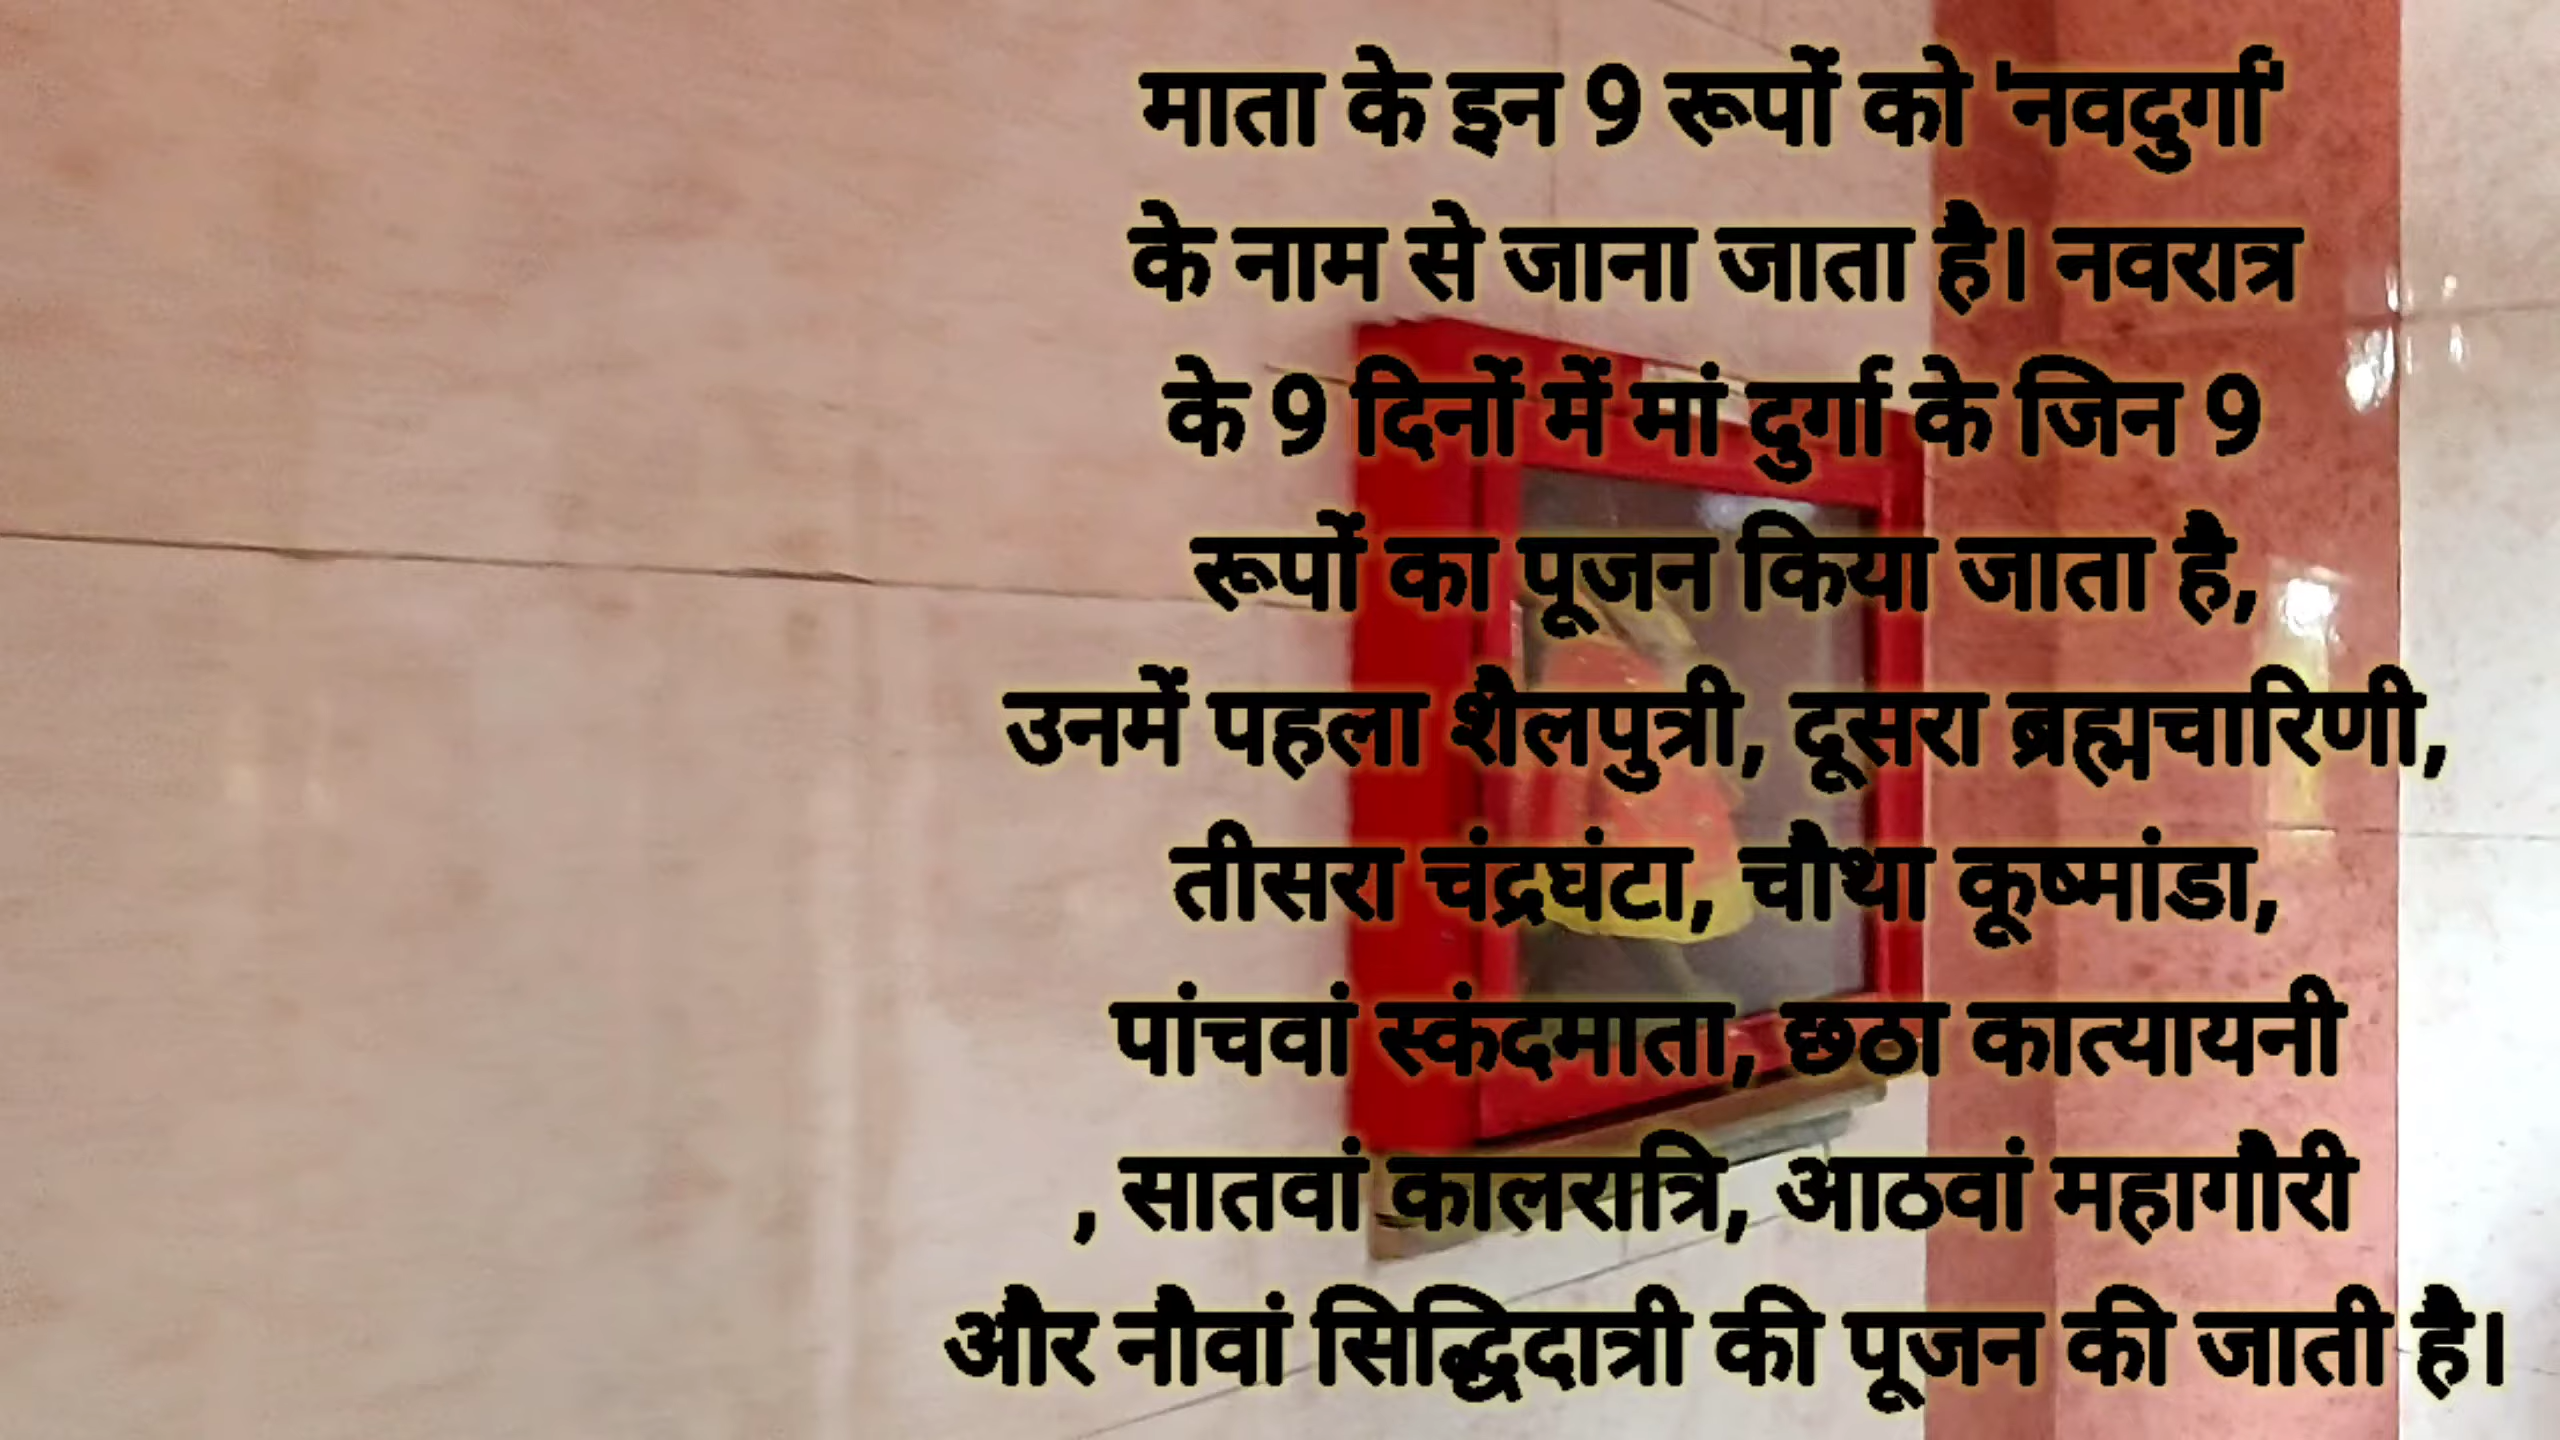 माता के इन 9 रूपों को 'नवदुर्गा'
के नाम से जाना जाता है। नवरात्र
के 9 दिनों में मां दुर्गा के जिन 9
रूपों का पूजन किया जाता है,
उनमें पहला शैलपुत्री, दूसरा ब्रह्मचारिणी,
तीसरा चंद्रघंटा, चौथा कूष्मांडा,
पांचवां स्कंदमाता, छठा कात्यायनी
, सातवां कालरात्रि, आठवां महागौरी
और नौवां सिद्धिदात्री की पूजन की जाती है।